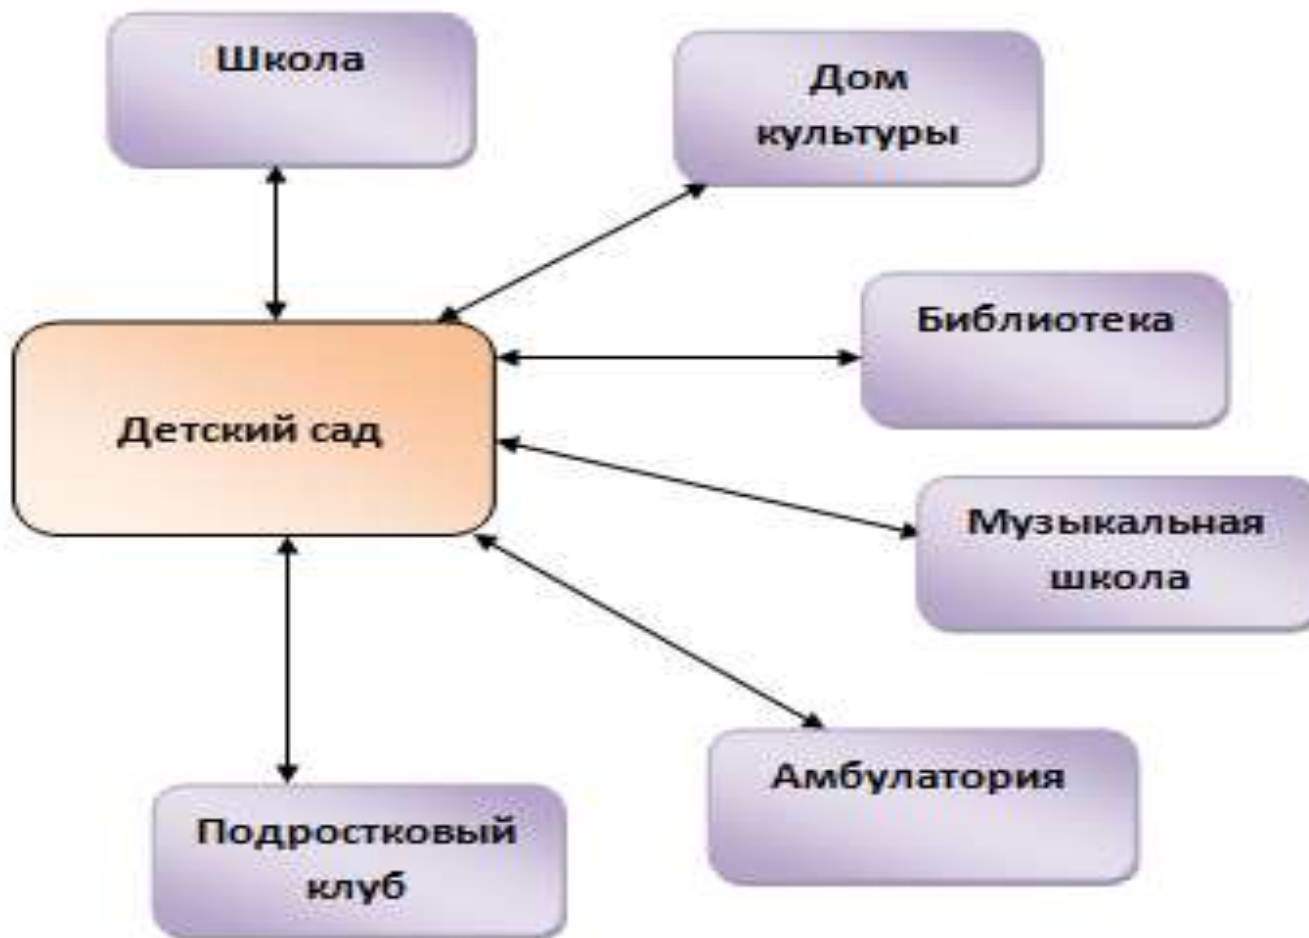 Школа
Дом
культуры
Библиотека
Детский сад
Музыкальная
школа
Амбулатория
Подростковый
клуб